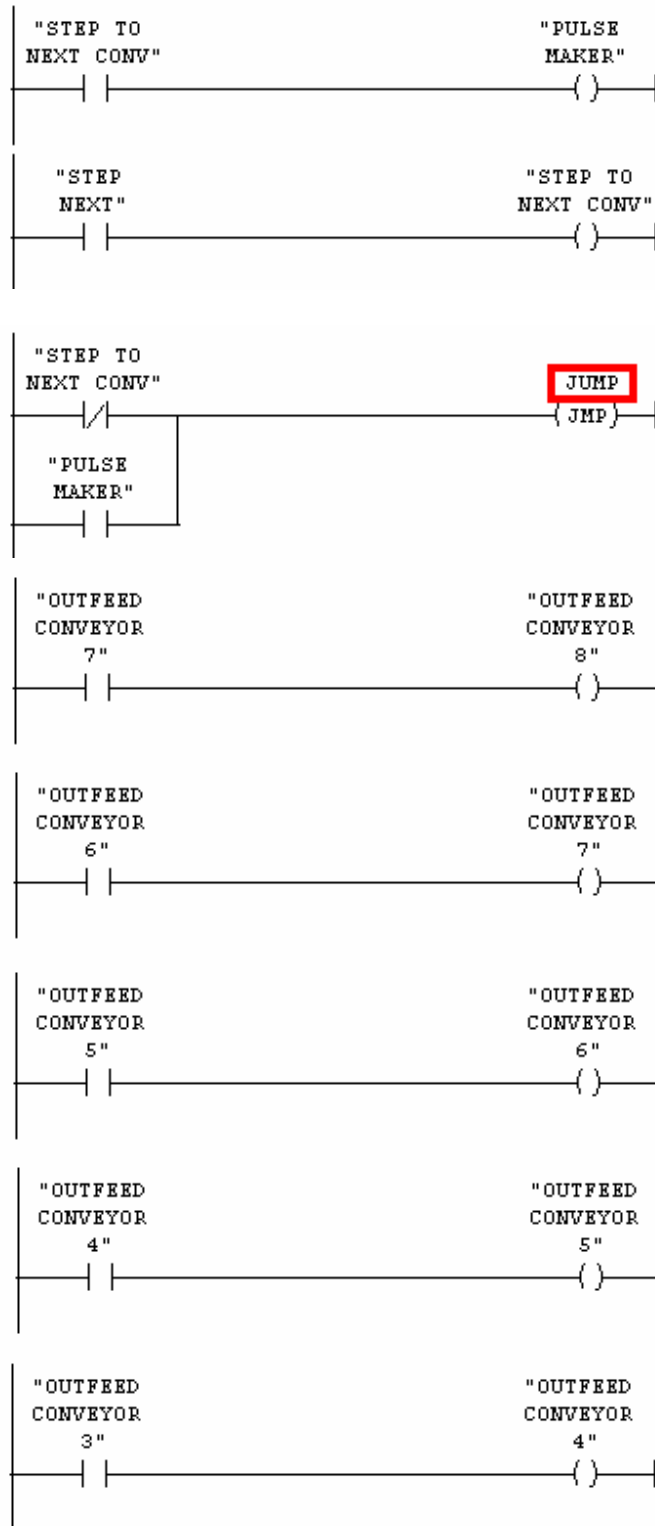 "STEP TO
NEXT CONV"
"PULSE
MAKER"
"STEP
NEXT"
"STEP TO
NEXT CONV"
"STEP TO
NEXT CONV"
JUMP
JMP
"PULSE
MAKER"
"OUTFEED
CONVEYOR
7"
"OUTFEED
CONVEYOR
8"
"OUTFEED
CONVEYOR
6"
"OUTFEED
CONVEYOR
7"
"OUTFEED
CONVEYOR
5"
"OUTFEED
CONVEYOR
6"
"OUTFEED
CONVEYOR
4"
"OUTFEED
CONVEYOR
5"
"OUTFEED
CONVEYOR
3"
"OUTFEED
CONVEYOR
4"